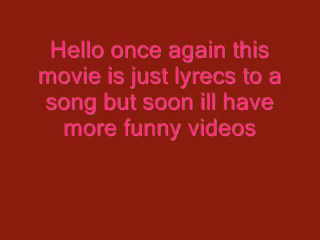 Hello once again this
movie is just lyrecs to a
song but soon ill have
more funny videos